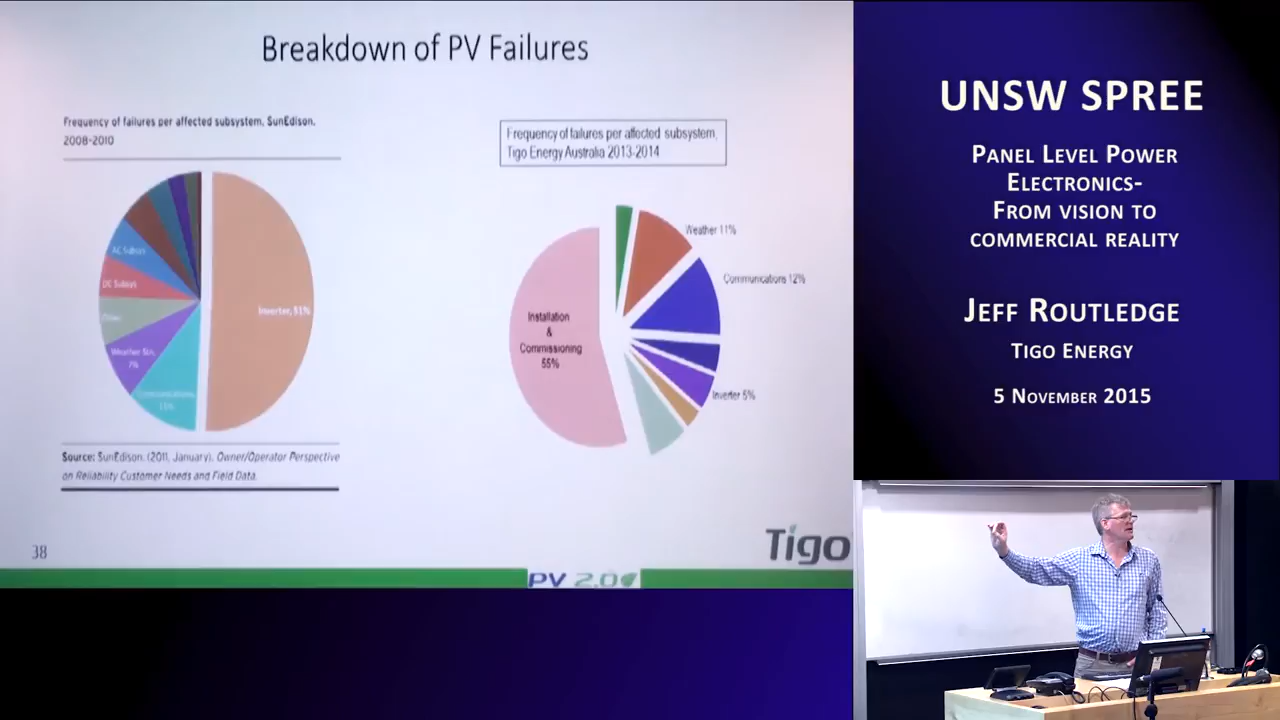 Breakdown of PV Failures
Frequency of failures per affected subsystem, SunEdison,
2008-2010
AC Subsys
DC Subsys
Weather Stn,
7%
Inverter, 51%
Source: SunEdison. (2011, January). Owner/Operator Perspective
on Reliability Customer Needs and Field Data.
Frequency of failures per affected subsystem,
Tigo Energy Australia 2013-2014
Weather 11%
Communications 12%
Inverter 5%
Installation
&
Commissioning
55%
38
Tigo
PV 2.0
UNSW SPREE
PANEL LEVEL POWER
ELECTRONICS-
FROM VISION TO
COMMERCIAL REALITY
JEFF ROUTLEDGE
TIGO ENERGY
5 NOVEMBER 2015